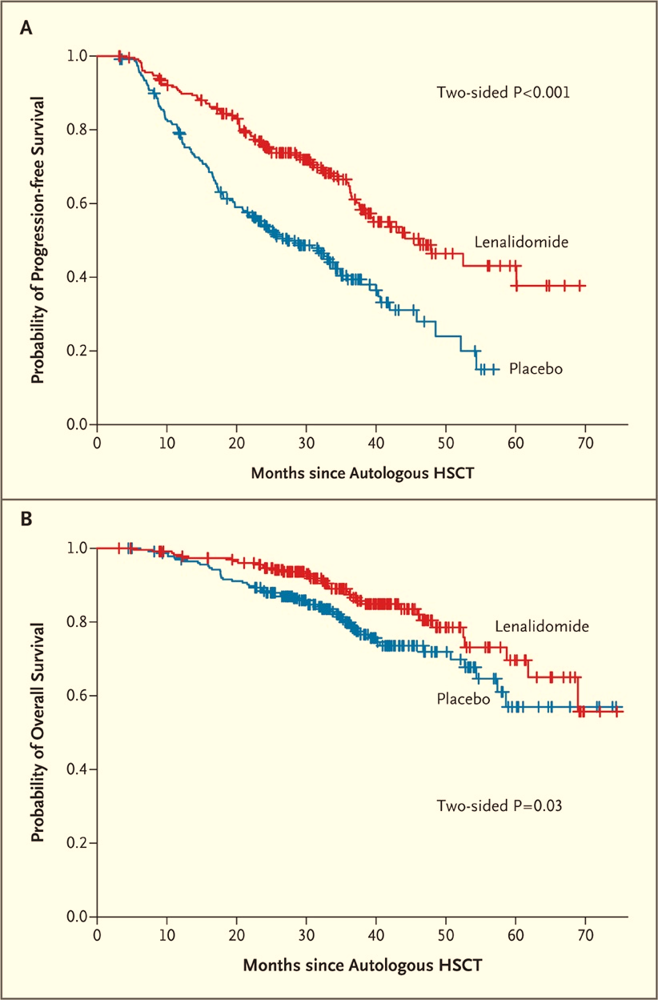 A
1.0
Two-sided P<0.001
0.8
0.6
Lenalidomide
0.4
0.2
Placebo
0.0
0 10 20 30 40 50 60 70
Probability of Progression-free Survival
Months since Autologous HSCT
B
1.0
0.8
Lenalidomide
0.6
Placebo
0.4
Two-sided P=0.03
0.2
0.0
0 10 20 30 40 50 60 70
Probability of Overall Survival
Months since Autologous HSCT